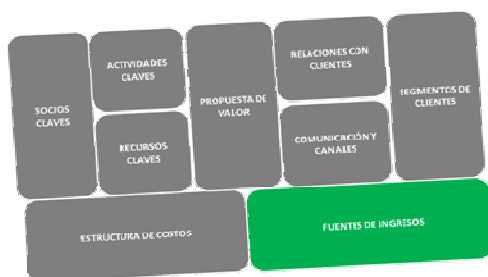 SOCIOS
CLAVES
ACTIVIDADES
CLAVES
RECURSOS
CLAVES
PROPUESTA DE
VALOR
RELACIONES CON
CLIENTES
COMUNICACIÓN Y
CANALES
SEGMENTOS DE
CLIENTES
ESTRUCTURA DE COSTOS
FUENTES DE INGRESOS